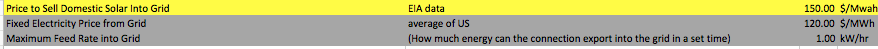 Price to Sell Domestic Solar Into Grid EIA data 150.00 $/Mwah
Fixed Electricity Price from Grid average of US 120.00 $/MWh
Maximum Feed Rate into Grid (How much energy can the connection export into the grid in a set time) 1.00 kW/hr